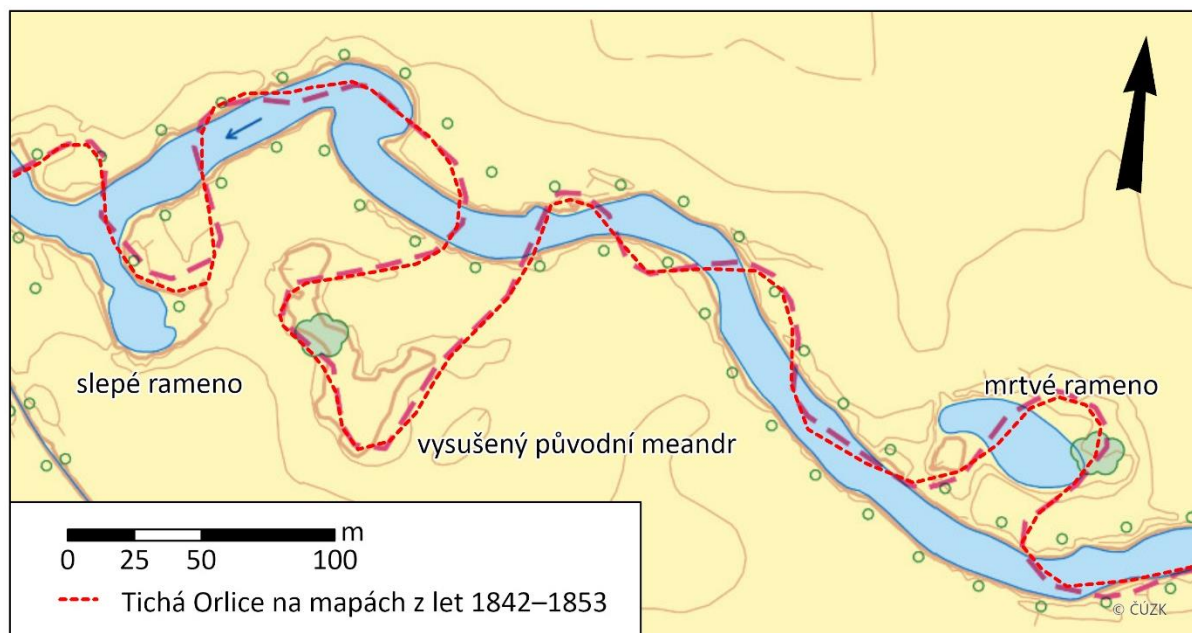 slepé rameno
mrtvé rameno
vysušený původní meandr
m
0 25 50 100
Tichá Orlice na mapách z let 1842–1853
© ČÚZK